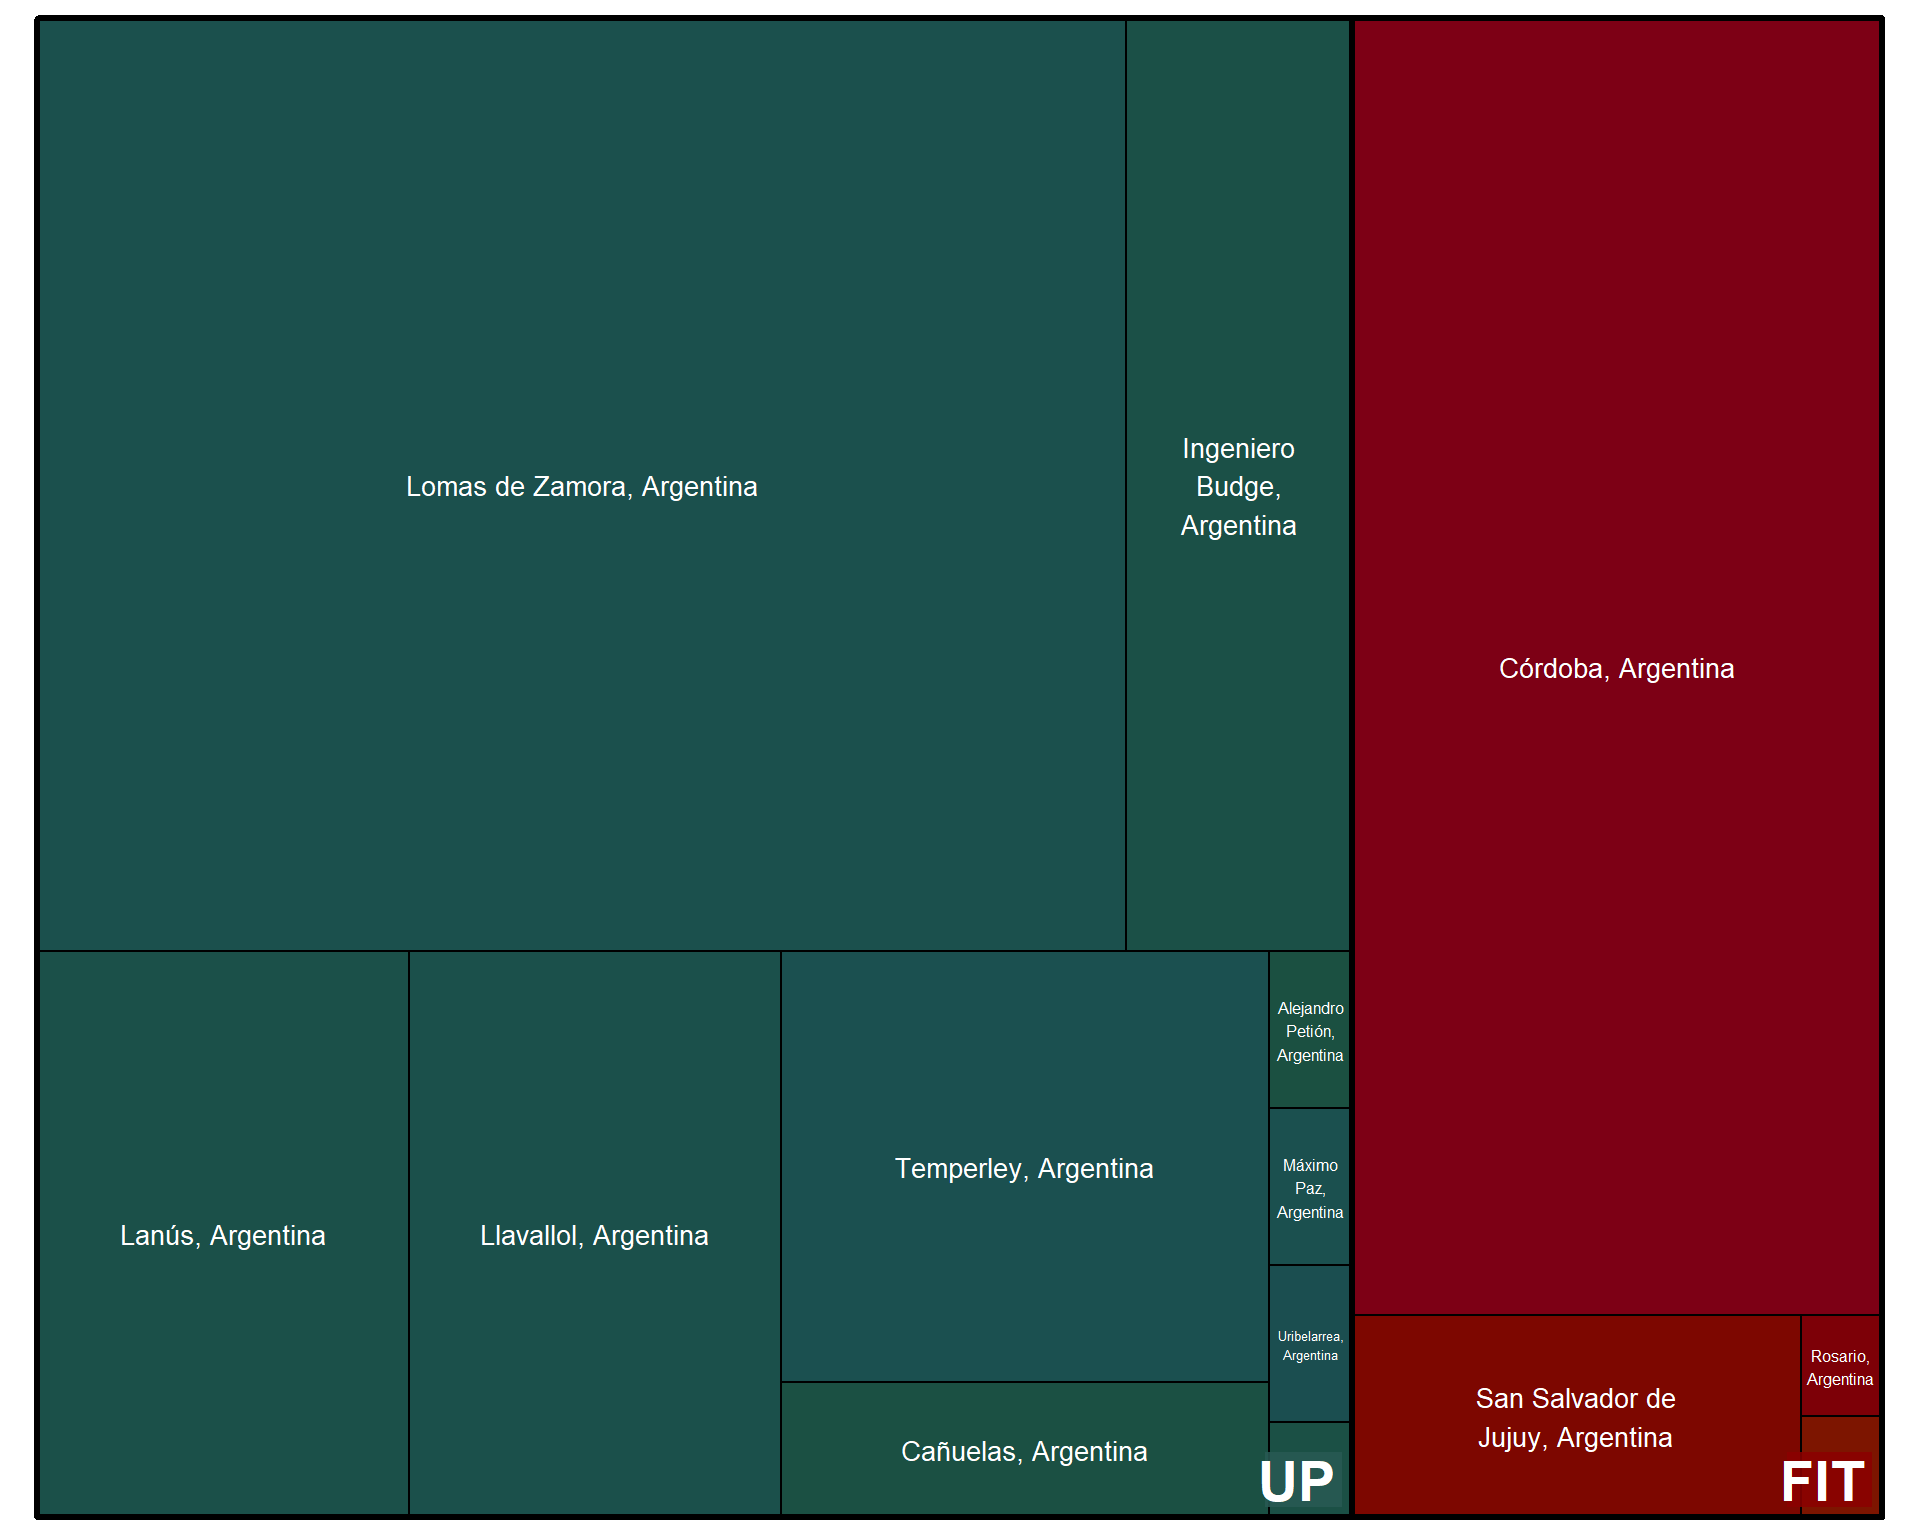 Lomas de Zamora, Argentina
Ingeniero
Budge,
Argentina
Córdoba, Argentina
Lanús, Argentina
Llavallol, Argentina
Temperley, Argentina
Cañuelas, Argentina
Alejandro
Petión,
Argentina
Máximo
Paz,
Argentina
Uribelarrea,
Argentina
UP
San Salvador de
Jujuy, Argentina
Rosario,
Argentina
FIT